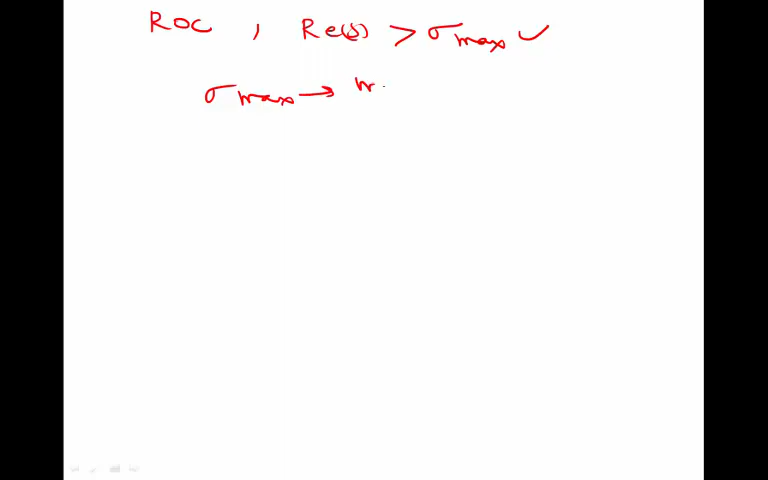 ROC , Re(s) > σmax ✓
σmax → m